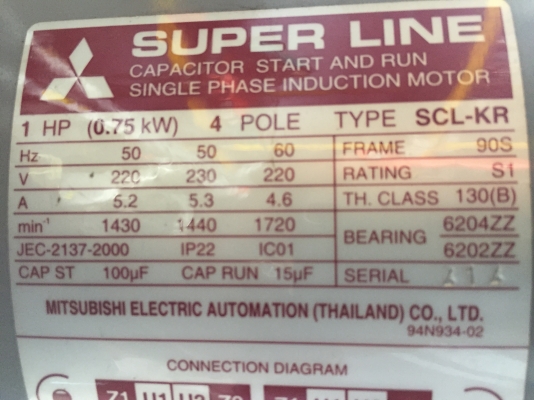 SUPER LINE
CAPACITOR START AND RUN
SINGLE PHASE INDUCTION MOTOR
1 HP (0.75 kW) 4 POLE TYPE SCL-KR
Hz 50 50 60 FRAME 90S
V 220 230 220 RATING S1
A 5.2 5.3 4.6 TH. CLASS 130(B)
min⁻¹ 1430 1440 1720 BEARING 6204ZZ
JEC-2137-2000 IP22 IC01 6202ZZ
CAP ST 100µF CAP RUN 15µF SERIAL
MITSUBISHI ELECTRIC AUTOMATION (THAILAND) CO., LTD.
94N934-02
CONNECTION DIAGRAM
Z1 U1 U2